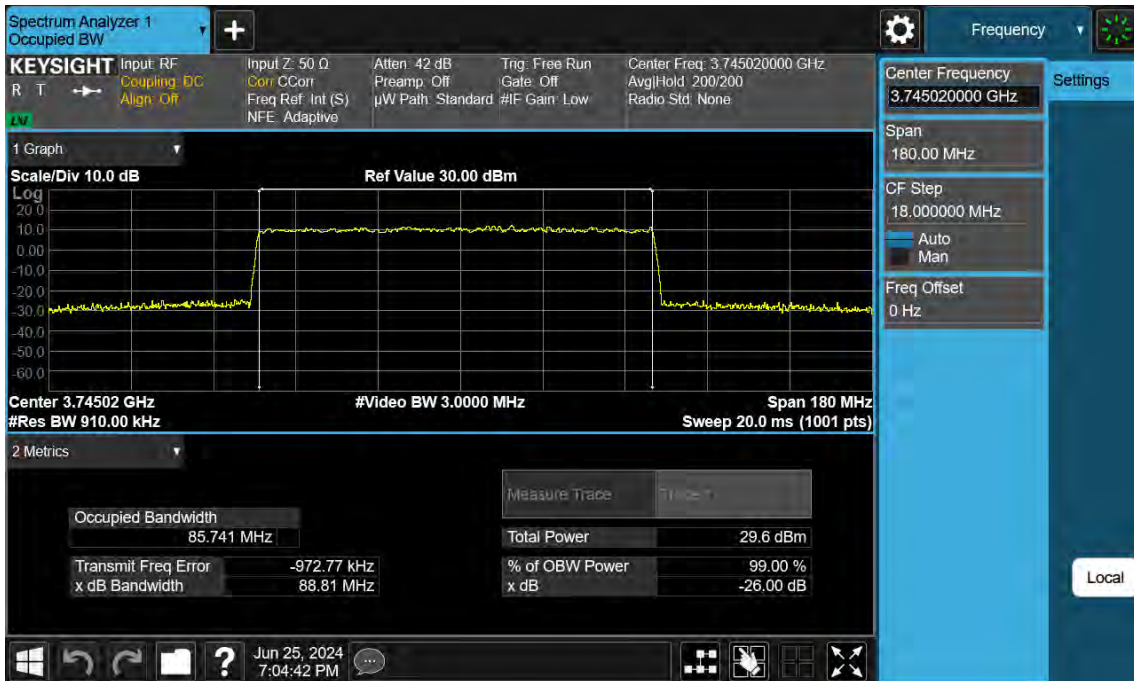 Spectrum Analyzer 1
Occupied BW
Frequency
KEYSIGHT
R T
Input: RF
Coupling: DC
Align: Off
Input Z: 50 Ω
Corr CCorr
Freq Ref: Int (S)
NFE: Adaptive
Atten: 42 dB
Preamp: Off
µW Path: Standard
Trig: Free Run
Gate: Off
#IF Gain: Low
Center Freq: 3.745020000 GHz
Avg|Hold: 200/200
Radio Std: None
Center Frequency
3.745020000 GHz
Settings
Span
180.00 MHz
CF Step
18.000000 MHz
Auto
Man
Freq Offset
0 Hz
Local
1 Graph
Scale/Div 10.0 dB
Ref Value 30.00 dBm
Log
20.0
10.0
0.00
-10.0
-20.0
-30.0
-40.0
-50.0
-60.0
Center 3.74502 GHz
#Video BW 3.0000 MHz
Span 180 MHz
#Res BW 910.00 kHz
Sweep 20.0 ms (1001 pts)
2 Metrics
Measure Trace
Trace 1
Occupied Bandwidth
85.741 MHz
Total Power 29.6 dBm
Transmit Freq Error -972.77 kHz
% of OBW Power 99.00 %
x dB Bandwidth 88.81 MHz
x dB -26.00 dB
Jun 25, 2024
7:04:42 PM